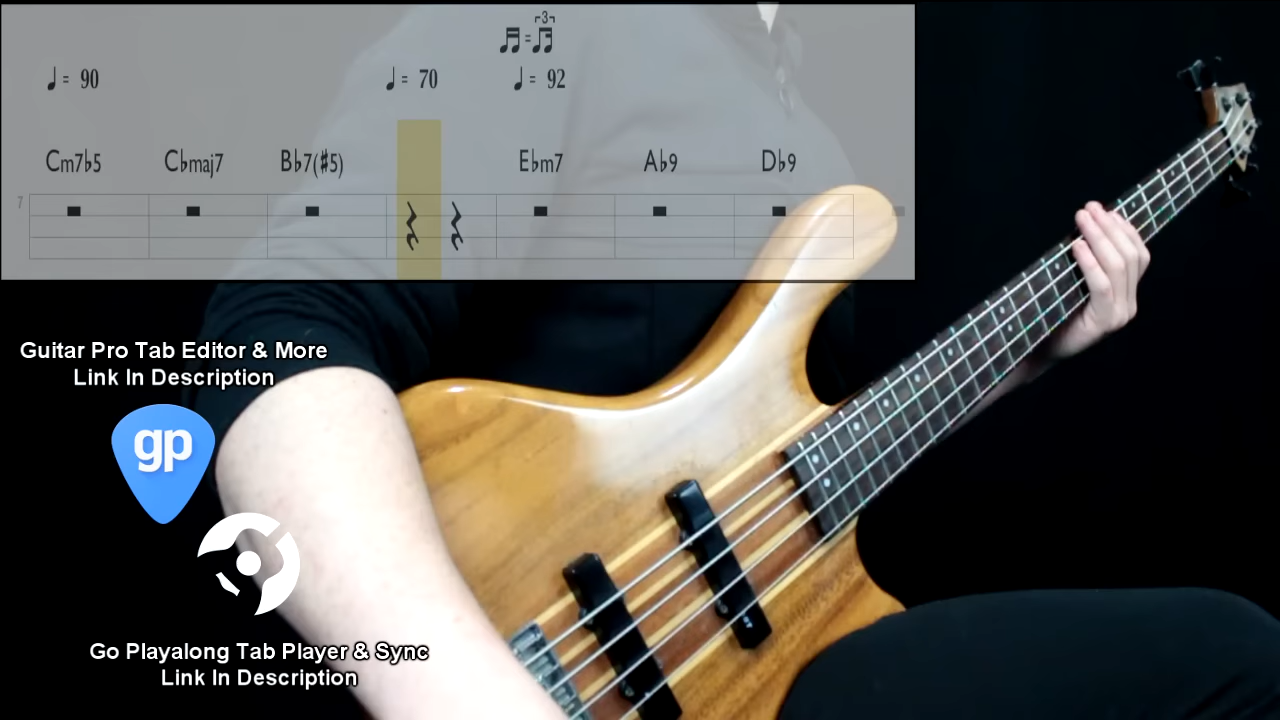 3
= 90
= 70
=
= 92
Cm7♭5 C♭maj7 B♭7(♯5) E♭m7 A♭9 D♭9
7
Guitar Pro Tab Editor & More
Link In Description
gp
Go Playalong Tab Player & Sync
Link In Description